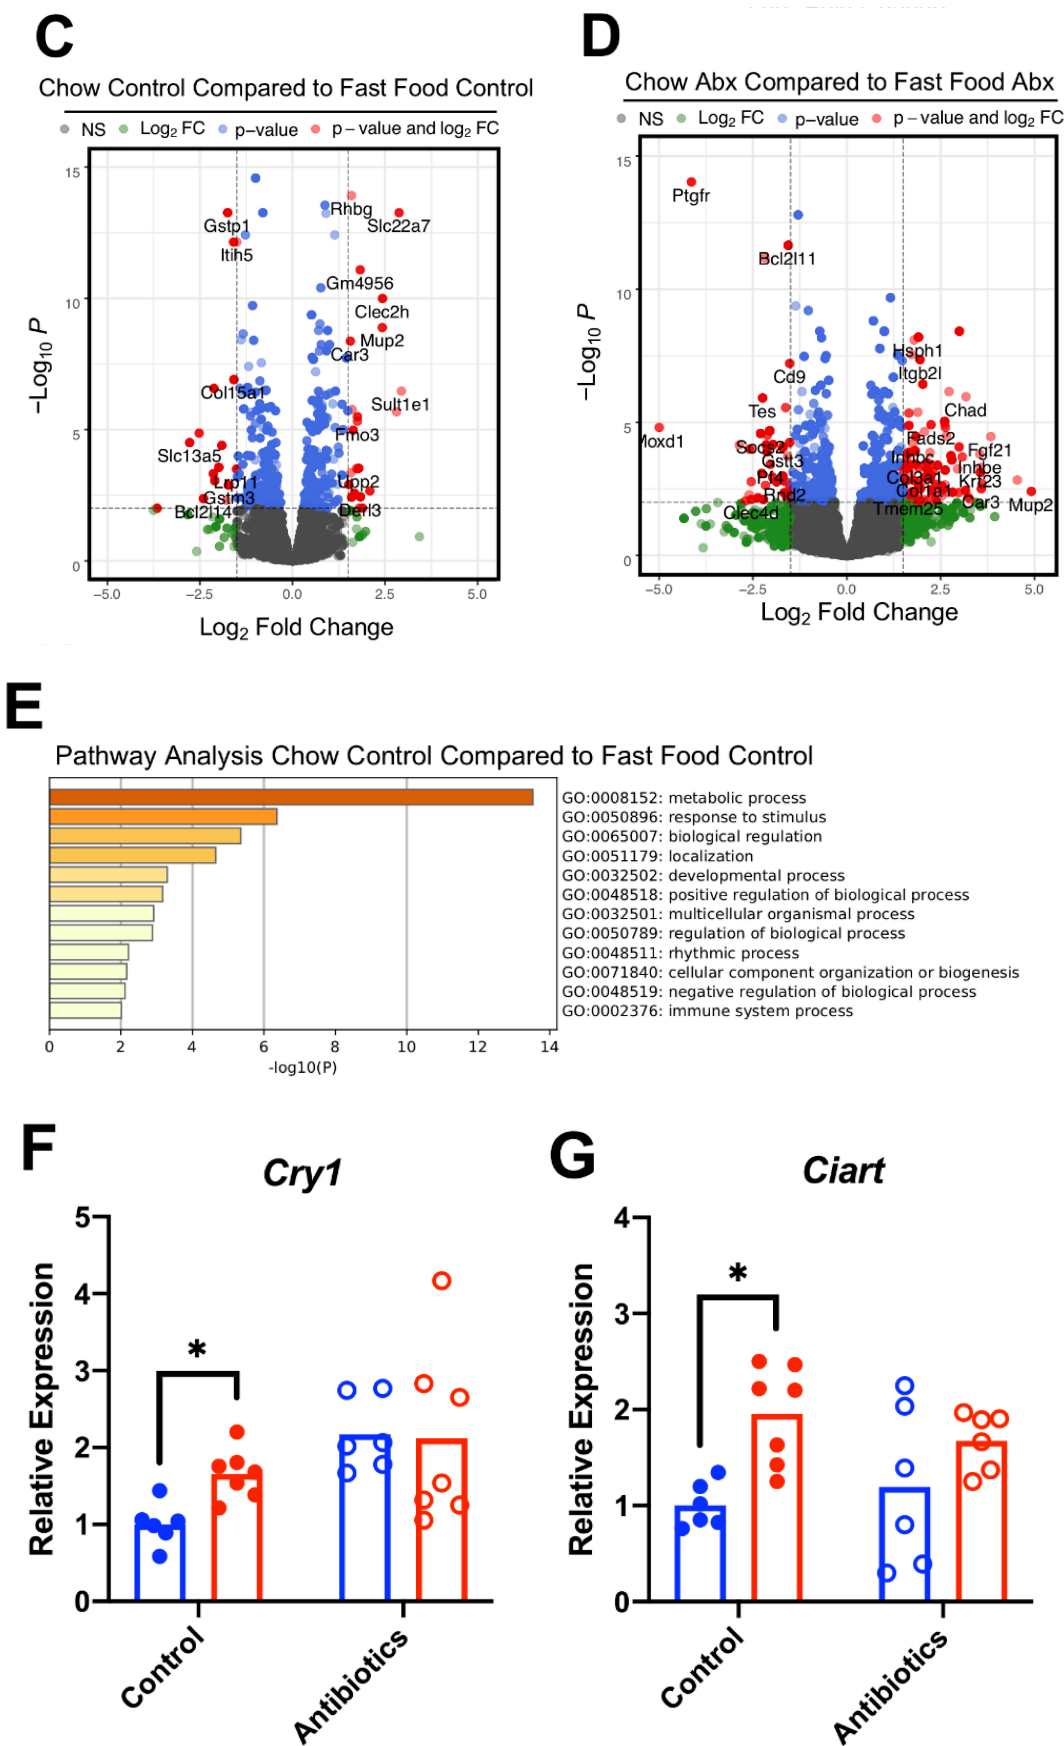 C
Chow Control Compared to Fast Food Control
NS Log2 FC p−value p−value and log2 FC
15
10
5
0
−Log10 P
Rhbg
Gstp1
Slc22a7
Itih5
Gm4956
Clec2h
Mup2
Car3
Col15a1
Sult1e1
Fmo3
Slc13a5
Lrp11
Upp2
Gstm3
Bcl2l14
Derl3
−5.0 −2.5 0.0 2.5 5.0
Log2 Fold Change
D
Chow Abx Compared to Fast Food Abx
NS Log2 FC p−value p−value and log2 FC
15
10
5
0
−Log10 P
Ptgfr
Bcl2l11
Hsph1
Itgb2l
Cd9
Tes
Chad
Moxd1
Fads2
Socs2
Fgf21
Inhbc
Gstt3
Inhbe
Pf4
Col3a1
Krt23
Rnd2
Col1a1
Car3
Mup2
Clec4d
Tmem25
−5.0 −2.5 0.0 2.5 5.0
Log2 Fold Change
E
Pathway Analysis Chow Control Compared to Fast Food Control
GO:0008152: metabolic process
GO:0050896: response to stimulus
GO:0065007: biological regulation
GO:0051179: localization
GO:0032502: developmental process
GO:0048518: positive regulation of biological process
GO:0032501: multicellular organismal process
GO:0050789: regulation of biological process
GO:0048511: rhythmic process
GO:0071840: cellular component organization or biogenesis
GO:0048519: negative regulation of biological process
GO:0002376: immune system process
0 2 4 6 8 10 12 14
-log10(P)
F
Cry1
Relative Expression
5
4
3
2
1
0
*
Control
Antibiotics
G
Ciart
Relative Expression
4
3
2
1
0
*
Control
Antibiotics